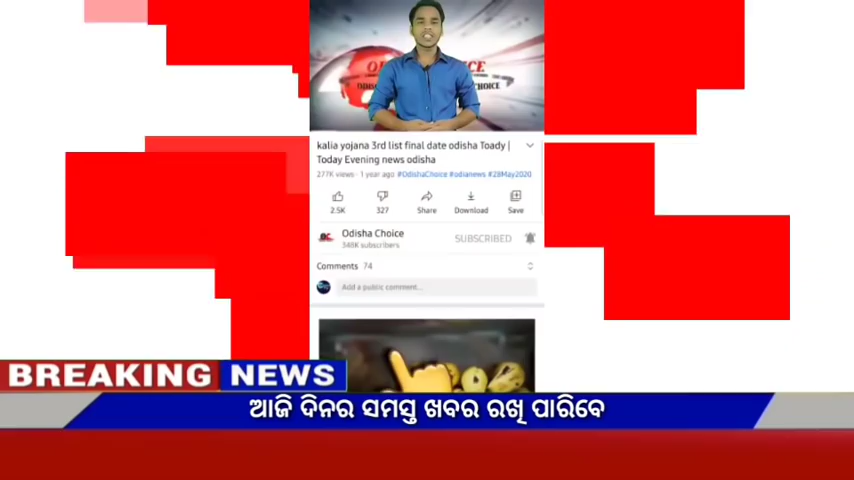 kalia yojana 3rd list final date odisha Toady |
Today Evening news odisha
277K views · 1 year ago #OdishaChoice #odianews #28May2020
2.5K 327 Share Download Save
Odisha Choice
SUBSCRIBED
348K subscribers
Comments 74
Add a public comment...
BREAKING NEWS
ଆଜି ଦିନର ସମସ୍ତ ଖବର ରଖି ପାରିବେ